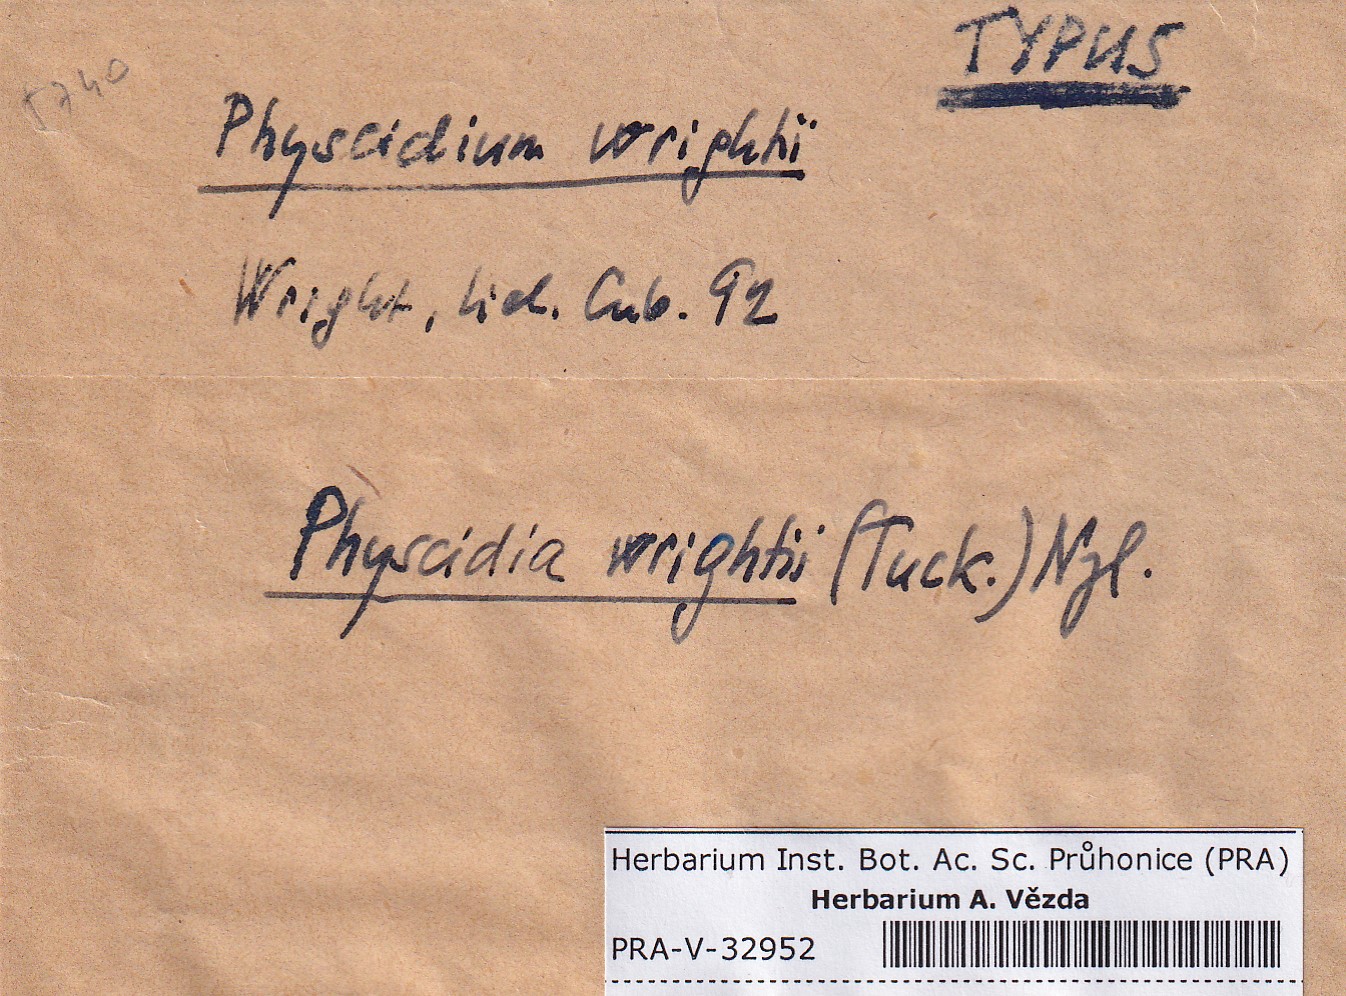 TYPUS
5740
Physcidium wrightii
Wright, Lich. Cub. 92
Physcidia wrightii (Tuck.) Nyl.
Herbarium Inst. Bot. Ac. Sc. Průhonice (PRA)
Herbarium A. Vězda
PRA-V-32952